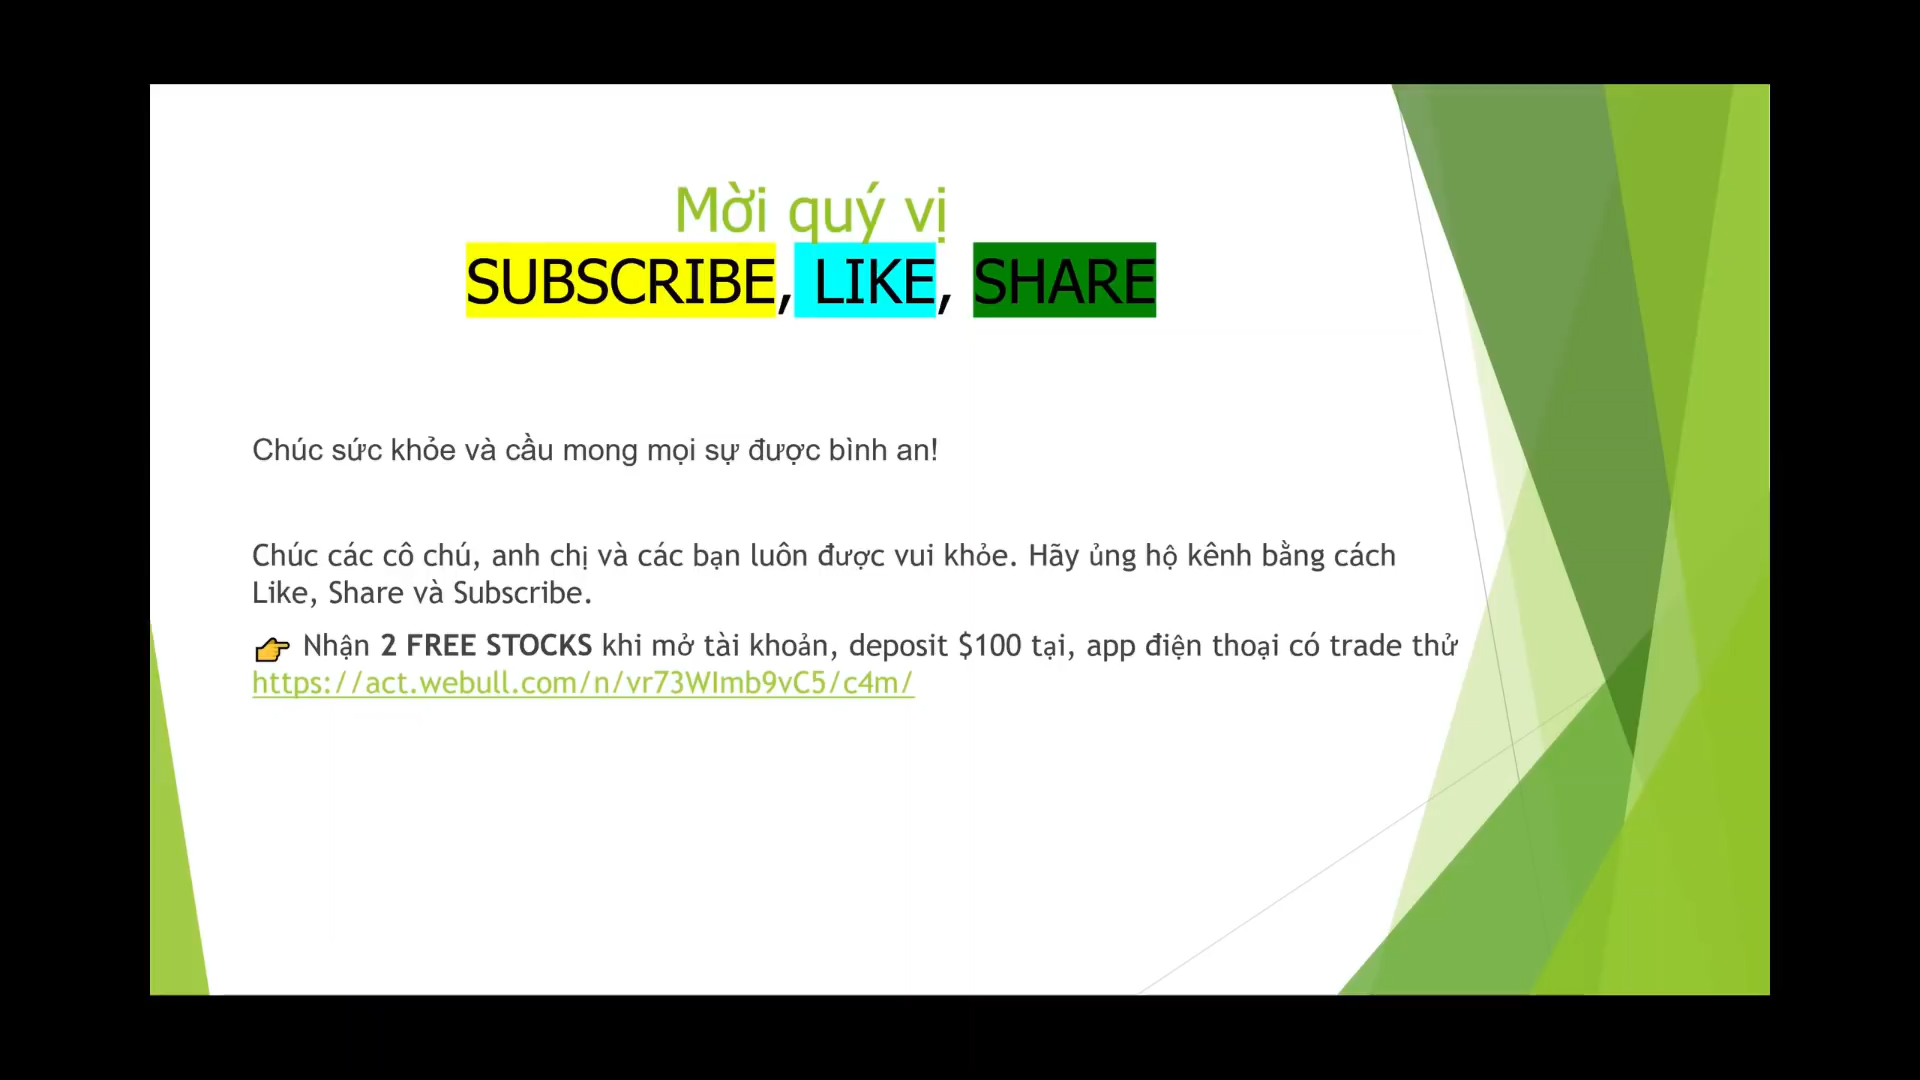 Mời quý vị
SUBSCRIBE, LIKE, SHARE
Chúc sức khỏe và cầu mong mọi sự được bình an!
Chúc các cô chú, anh chị và các bạn luôn được vui khỏe. Hãy ủng hộ kênh bằng cách
Like, Share và Subscribe.
👉 Nhận 2 FREE STOCKS khi mở tài khoản, deposit $100 tại, app điện thoại có trade thử
https://act.webull.com/n/vr73WImb9vC5/c4m/